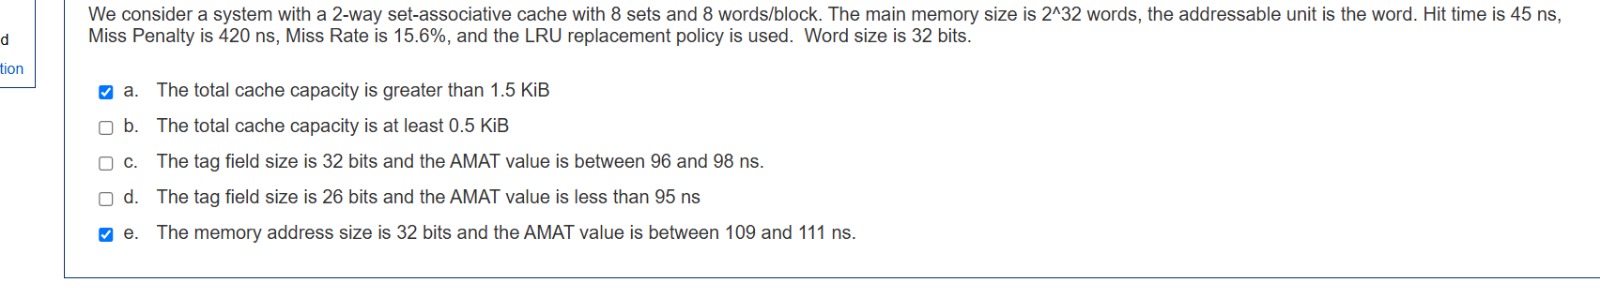 We consider a system with a 2-way set-associative cache with 8 sets and 8 words/block. The main memory size is 2^32 words, the addressable unit is the word. Hit time is 45 ns,
Miss Penalty is 420 ns, Miss Rate is 15.6%, and the LRU replacement policy is used.  Word size is 32 bits.
d
tion
a. The total cache capacity is greater than 1.5 KiB
b. The total cache capacity is at least 0.5 KiB
c. The tag field size is 32 bits and the AMAT value is between 96 and 98 ns.
d. The tag field size is 26 bits and the AMAT value is less than 95 ns
e. The memory address size is 32 bits and the AMAT value is between 109 and 111 ns.